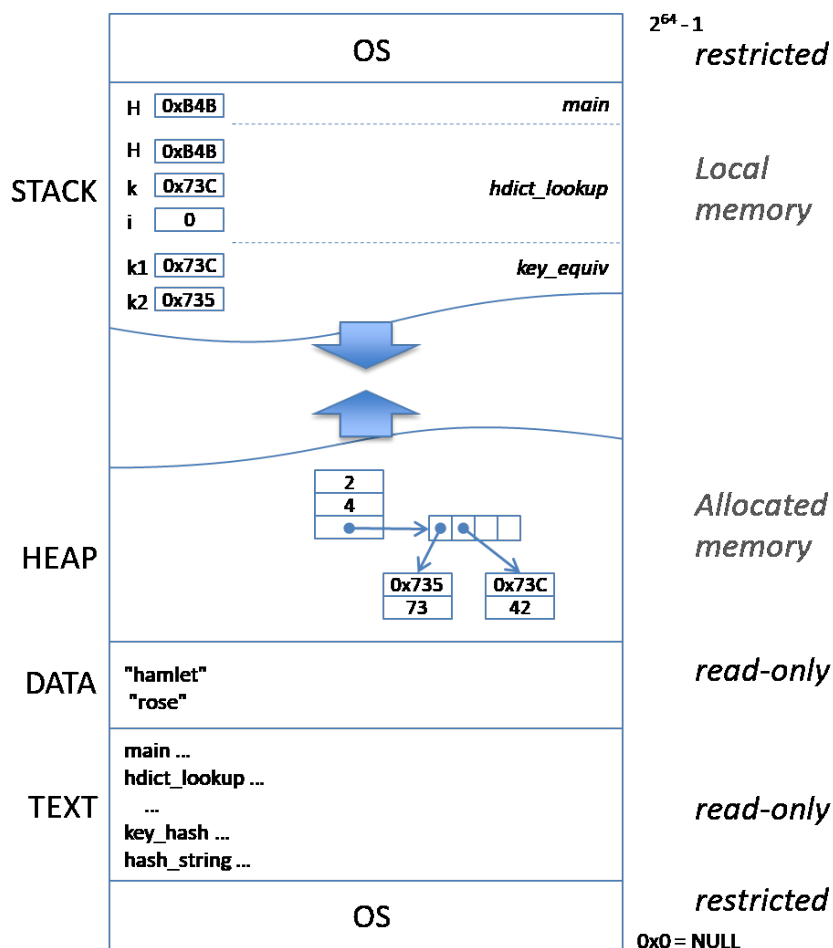 2^64 - 1
OS
restricted
H 0xB4B
main
H 0xB4B
STACK
k 0x73C
hdict_lookup
Local
memory
i 0
k1 0x73C
key_equiv
k2 0x735
2
4
Allocated
memory
HEAP
0x735
0x73C
73
42
DATA
"hamlet"
"rose"
read-only
main ...
hdict_lookup ...
...
TEXT
key_hash ...
hash_string ...
read-only
OS
restricted
0x0 = NULL